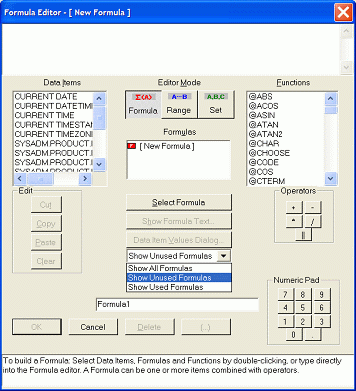 Formula Editor - [ New Formula ]
Data Items
Editor Mode
Functions
CURRENT DATE
CURRENT DATETIM
CURRENT TIME
CURRENT TIMESTAN
CURRENT TIMEZONI
SYSADM.PRODUCT.I
SYSADM.PRODUCT.I
SYSADM.PRODUCT.I
Σ(A)
A--B
A,B,C
Formula
Range
Set
@ABS
@ACOS
@ASIN
@ATAN
@ATAN2
@CHAR
@CHOOSE
@CODE
@COS
@CTERM
Formulas
[ New Formula ]
Edit
Cut
Copy
Paste
Clear
Select Formula
Show Formula Text...
Data Item Values Dialog...
Show Unused Formulas
Show All Formulas
Show Unused Formulas
Show Used Formulas
Operators
+ -
* /
||
Formula1
Numeric Pad
7 8 9
4 5 6
1 2 3
0 .
OK
Cancel
Delete
(..)
To build a Formula: Select Data Items, Formulas and Functions by double-clicking, or type directly
into the Formula editor. A Formula can be one or more items combined with operators.